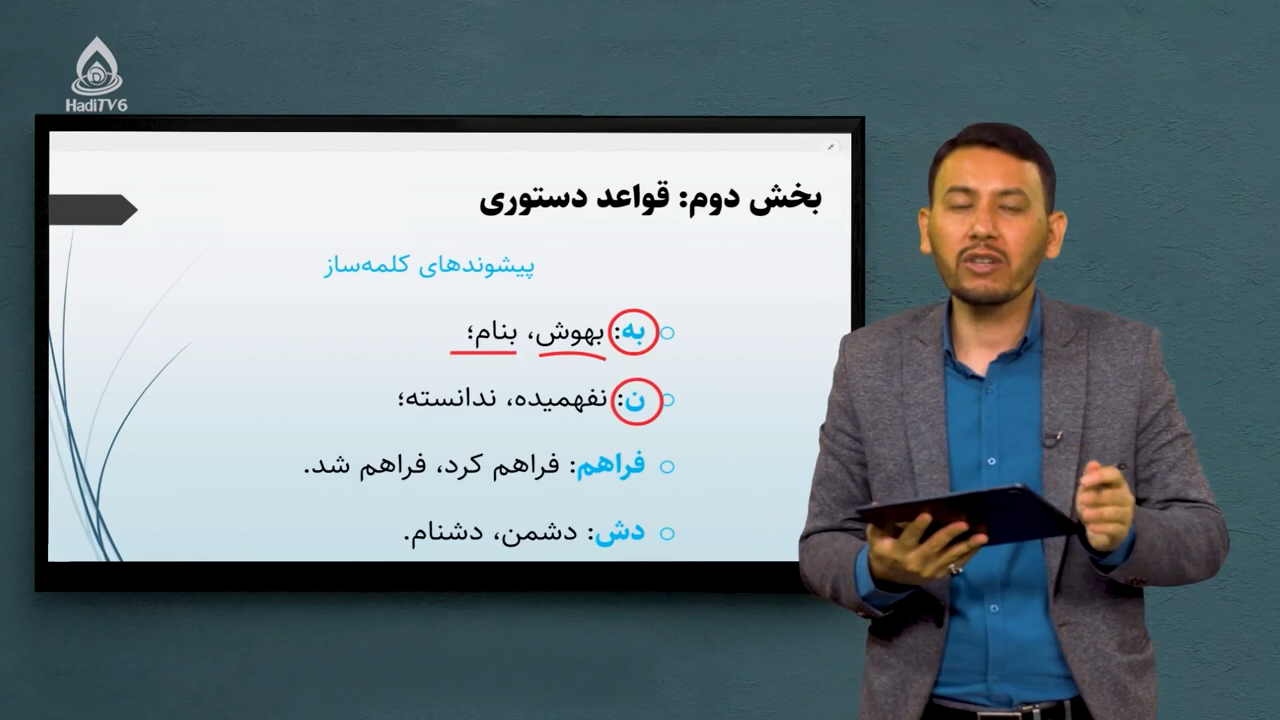 HadiTV6
بخش دوم: قواعد دستوری
پیشوندهای کلمه‌ساز
به: بهوش، بنام؛
ن: نفهمیده، ندانسته؛
فراهم: فراهم کرد، فراهم شد.
دش: دشمن، دشنام.